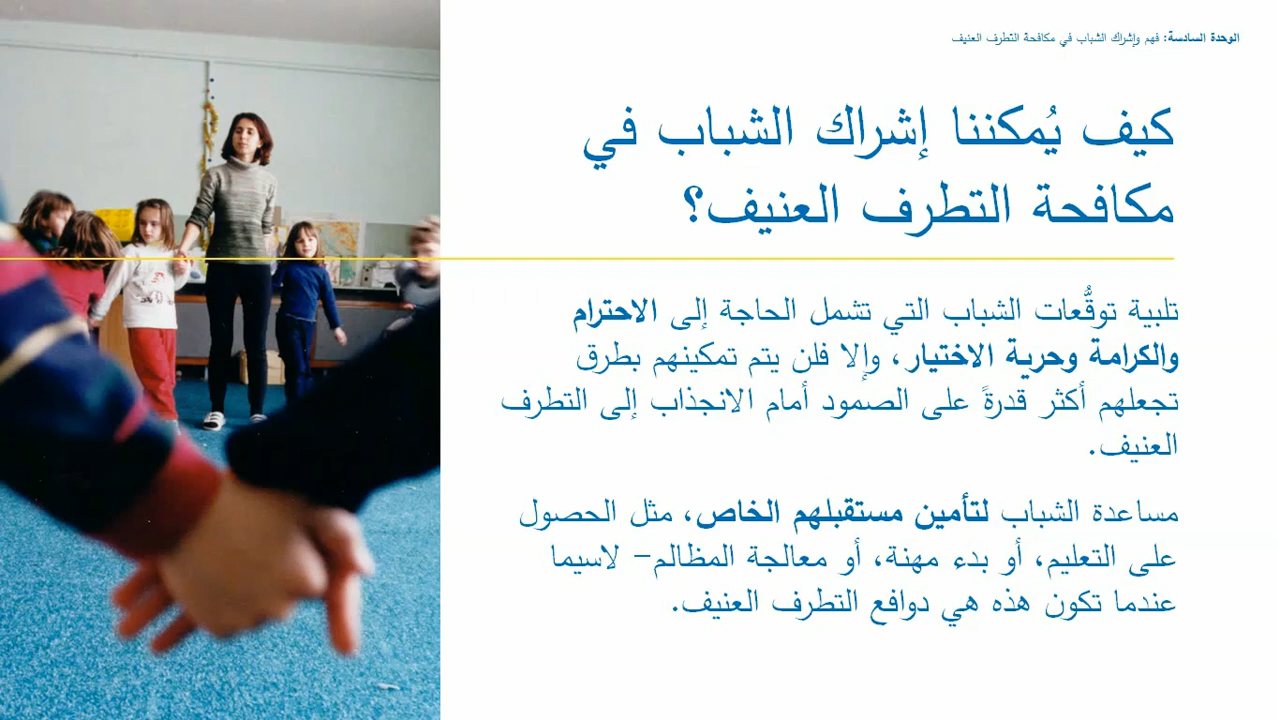 الوحدة السادسة: فهم وإشراك الشباب في مكافحة التطرف العنيف
كيف يُمكننا إشراك الشباب في
مكافحة التطرف العنيف؟
تلبية توقُّعات الشباب التي تشمل الحاجة إلى الاحترام
والكرامة وحرية الاختيار، وإلا فلن يتم تمكينهم بطرق
تجعلهم أكثر قدرةً على الصمود أمام الانجذاب إلى التطرف
العنيف.
مساعدة الشباب لتأمين مستقبلهم الخاص، مثل الحصول
على التعليم، أو بدء مهنة، أو معالجة المظالم– لاسيما
عندما تكون هذه هي دوافع التطرف العنيف.